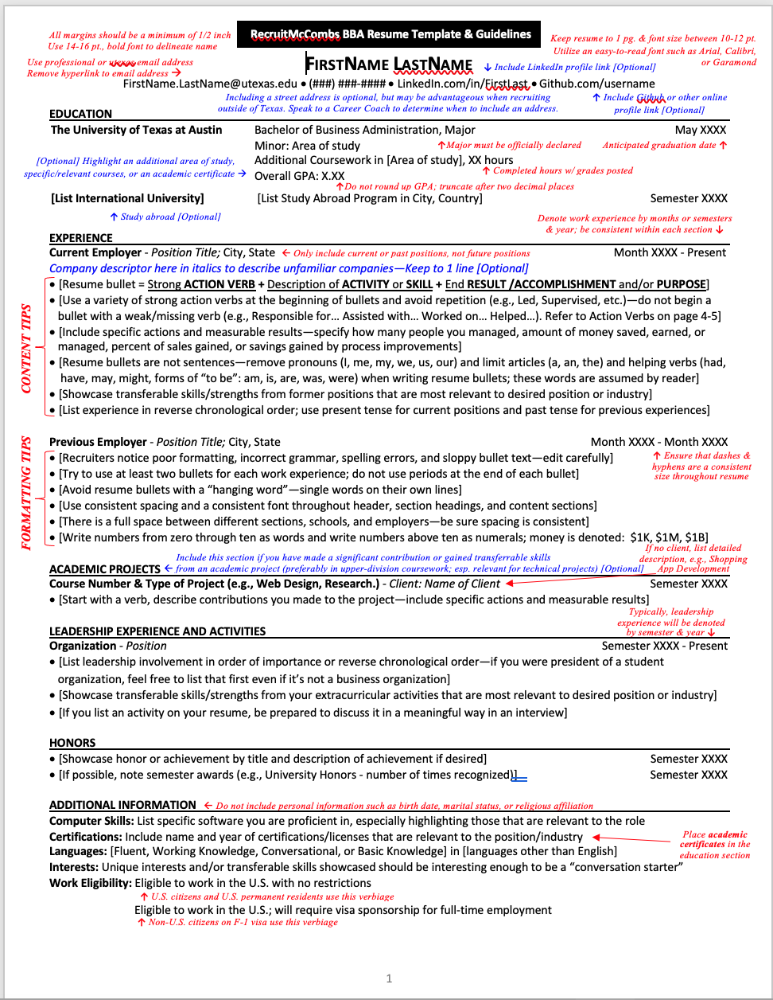 RecruitMcCombs BBA Resume Template & Guidelines
All margins should be a minimum of 1/2 inch
Use 14-16 pt., bold font to delineate name
Keep resume to 1 pg. & font size between 10-12 pt.
Utilize an easy-to-read font such as Arial, Calibri,
or Garamond
Use professional or utexas email address
Remove hyperlink to email address →
FIRSTNAME LASTNAME
↓ Include LinkedIn profile link [Optional]
FirstName.LastName@utexas.edu ● (###) ###-#### ● LinkedIn.com/in/FirstLast ● Github.com/username
Including a street address is optional, but may be advantageous when recruiting
outside of Texas. Speak to a Career Coach to determine when to include an address.
↑ Include Github or other online
profile link [Optional]
EDUCATION
The University of Texas at Austin Bachelor of Business Administration, Major May XXXX
Minor: Area of study ↑Major must be officially declared Anticipated graduation date ↑
[Optional] Highlight an additional area of study,
specific/relevant courses, or an academic certificate →
Additional Coursework in [Area of study], XX hours
↑ Completed hours w/ grades posted
Overall GPA: X.XX
↑Do not round up GPA; truncate after two decimal places
[List International University] [List Study Abroad Program in City, Country] Semester XXXX
↑ Study abroad [Optional]
Denote work experience by months or semesters
& year; be consistent within each section ↓
EXPERIENCE
Current Employer - Position Title; City, State ← Only include current or past positions, not future positions Month XXXX - Present
Company descriptor here in italics to describe unfamiliar companies—Keep to 1 line [Optional]
CONTENT TIPS
● [Resume bullet = Strong ACTION VERB + Description of ACTIVITY or SKILL + End RESULT /ACCOMPLISHMENT and/or PURPOSE]
● [Use a variety of strong action verbs at the beginning of bullets and avoid repetition (e.g., Led, Supervised, etc.)—do not begin a
bullet with a weak/missing verb (e.g., Responsible for… Assisted with… Worked on… Helped…). Refer to Action Verbs on page 4-5]
● [Include specific actions and measurable results—specify how many people you managed, amount of money saved, earned, or
managed, percent of sales gained, or savings gained by process improvements]
● [Resume bullets are not sentences—remove pronouns (I, me, my, we, us, our) and limit articles (a, an, the) and helping verbs (had,
have, may, might, forms of “to be”: am, is, are, was, were) when writing resume bullets; these words are assumed by reader]
● [Showcase transferable skills/strengths from former positions that are most relevant to desired position or industry]
● [List experience in reverse chronological order; use present tense for current positions and past tense for previous experiences]
Previous Employer - Position Title; City, State Month XXXX - Month XXXX
FORMATTING TIPS
● [Recruiters notice poor formatting, incorrect grammar, spelling errors, and sloppy bullet text—edit carefully]
● [Try to use at least two bullets for each work experience; do not use periods at the end of each bullet]
↑ Ensure that dashes &
hyphens are a consistent
size throughout resume
● [Avoid resume bullets with a “hanging word”—single words on their own lines]
● [Use consistent spacing and a consistent font throughout header, section headings, and content sections]
● [There is a full space between different sections, schools, and employers—be sure spacing is consistent]
● [Write numbers from zero through ten as words and write numbers above ten as numerals; money is denoted: $1K, $1M, $1B]
If no client, list detailed
description, e.g., Shopping
App Development
Include this section if you have made a significant contribution or gained transferrable skills
ACADEMIC PROJECTS ← from an academic project (preferably in upper-division coursework; esp. relevant for technical projects) [Optional]
Course Number & Type of Project (e.g., Web Design, Research.) - Client: Name of Client Semester XXXX
● [Start with a verb, describe contributions you made to the project—include specific actions and measurable results]
Typically, leadership
experience will be denoted
by semester & year ↓
LEADERSHIP EXPERIENCE AND ACTIVITIES
Organization - Position Semester XXXX - Present
● [List leadership involvement in order of importance or reverse chronological order—if you were president of a student
organization, feel free to list that first even if it’s not a business organization]
● [Showcase transferable skills/strengths from your extracurricular activities that are most relevant to desired position or industry]
● [If you list an activity on your resume, be prepared to discuss it in a meaningful way in an interview]
HONORS
● [Showcase honor or achievement by title and description of achievement if desired] Semester XXXX
● [If possible, note semester awards (e.g., University Honors - number of times recognized)] Semester XXXX
ADDITIONAL INFORMATION ← Do not include personal information such as birth date, marital status, or religious affiliation
Computer Skills: List specific software you are proficient in, especially highlighting those that are relevant to the role
Certifications: Include name and year of certifications/licenses that are relevant to the position/industry
Place academic
certificates in the
education section
Languages: [Fluent, Working Knowledge, Conversational, or Basic Knowledge] in [languages other than English]
Interests: Unique interests and/or transferable skills showcased should be interesting enough to be a “conversation starter”
Work Eligibility: Eligible to work in the U.S. with no restrictions
↑ U.S. citizens and U.S. permanent residents use this verbiage
Eligible to work in the U.S.; will require visa sponsorship for full-time employment
↑ Non-U.S. citizens on F-1 visa use this verbiage
1